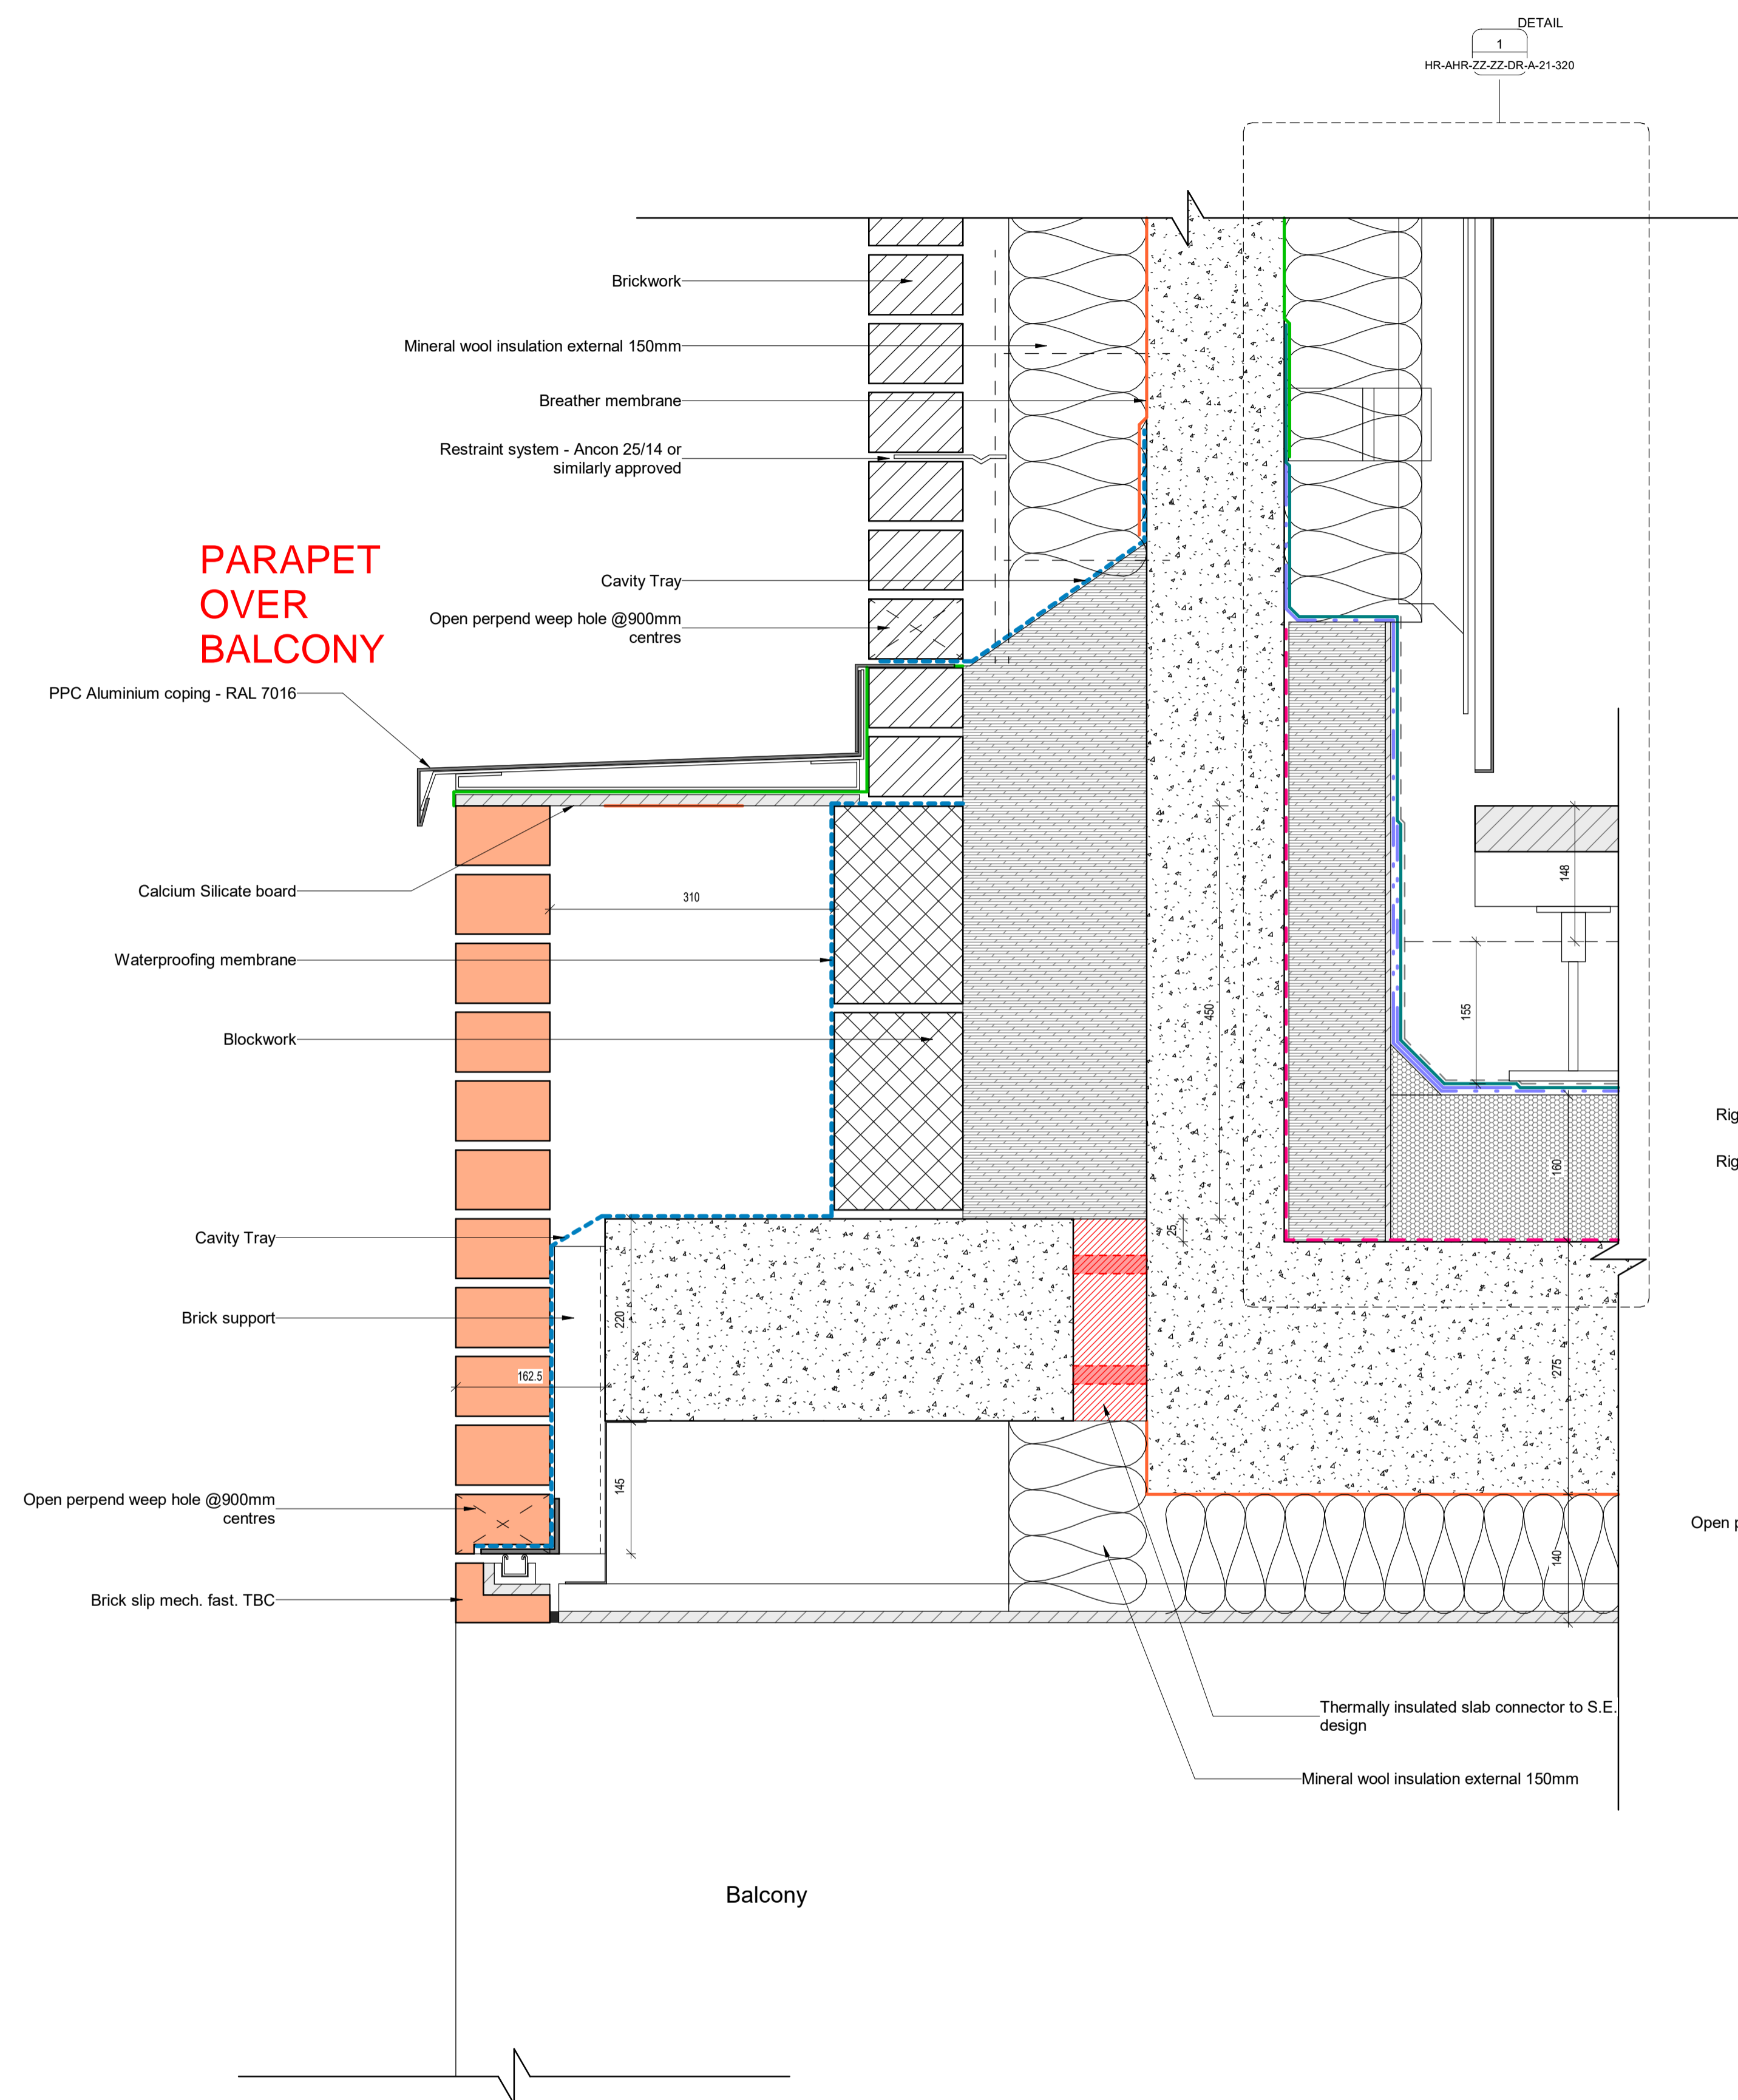 DETAIL
1
HR-AHR-ZZ-ZZ-DR-A-21-320
Brickwork
Mineral wool insulation external 150mm
Breather membrane
Restraint system - Ancon 25/14 or
similarly approved
PARAPET
OVER
BALCONY
Cavity Tray
Open perpend weep hole @900mm
centres
PPC Aluminium coping - RAL 7016
Calcium Silicate board
310
148
Waterproofing membrane
450
155
Blockwork
Rig
Rig
160
Cavity Tray
25
Brick support
220
162.5
275
145
Open perpend weep hole @900mm
centres
Open p
140
Brick slip mech. fast. TBC
Thermally insulated slab connector to S.E.
design
Mineral wool insulation external 150mm
Balcony